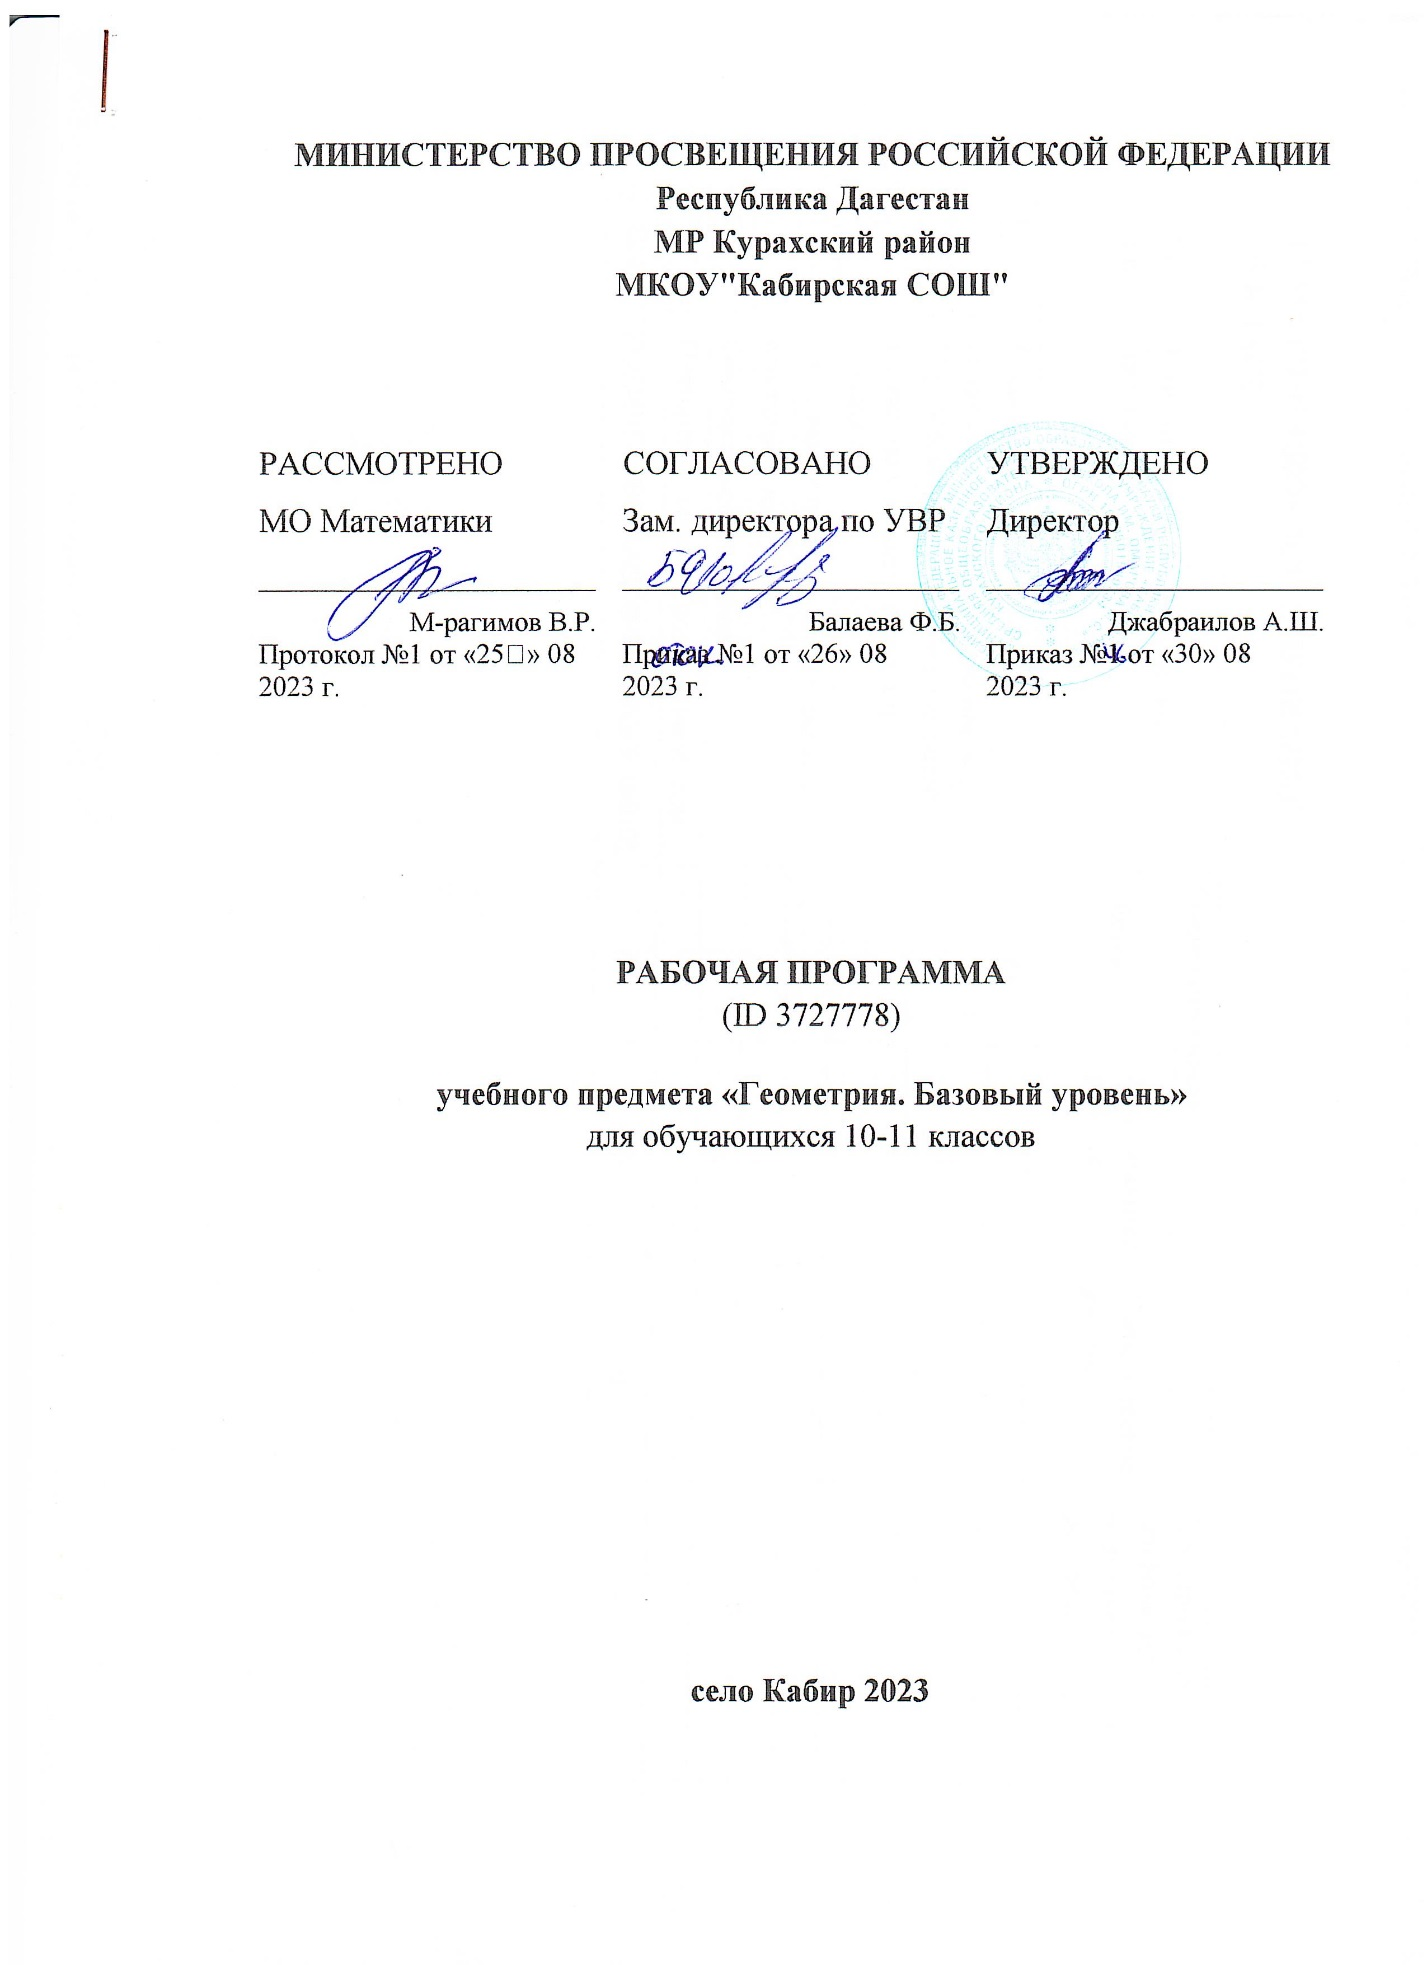 МИНИСТЕРСТВО ПРОСВЕЩЕНИЯ РОССИЙСКОЙ ФЕДЕРАЦИИ
Республика Дагестан
МР Курахский район
МКОУ"Кабирская СОШ"
РАССМОТРЕНО
МО Математики
М-рагимов В.Р.
Протокол №1 от «25□» 08
2023 г.
СОГЛАСОВАНО
Зам. директора по УВР
Балаева Ф.Б.
Приказ №1 от «26» 08
2023 г.
УТВЕРЖДЕНО
Директор
Джабраилов А.Ш.
Приказ №1 от «30» 08
2023 г.
РАБОЧАЯ ПРОГРАММА
(ID 3727778)
учебного предмета «Геометрия. Базовый уровень»
для обучающихся 10-11 классов
село Кабир 2023